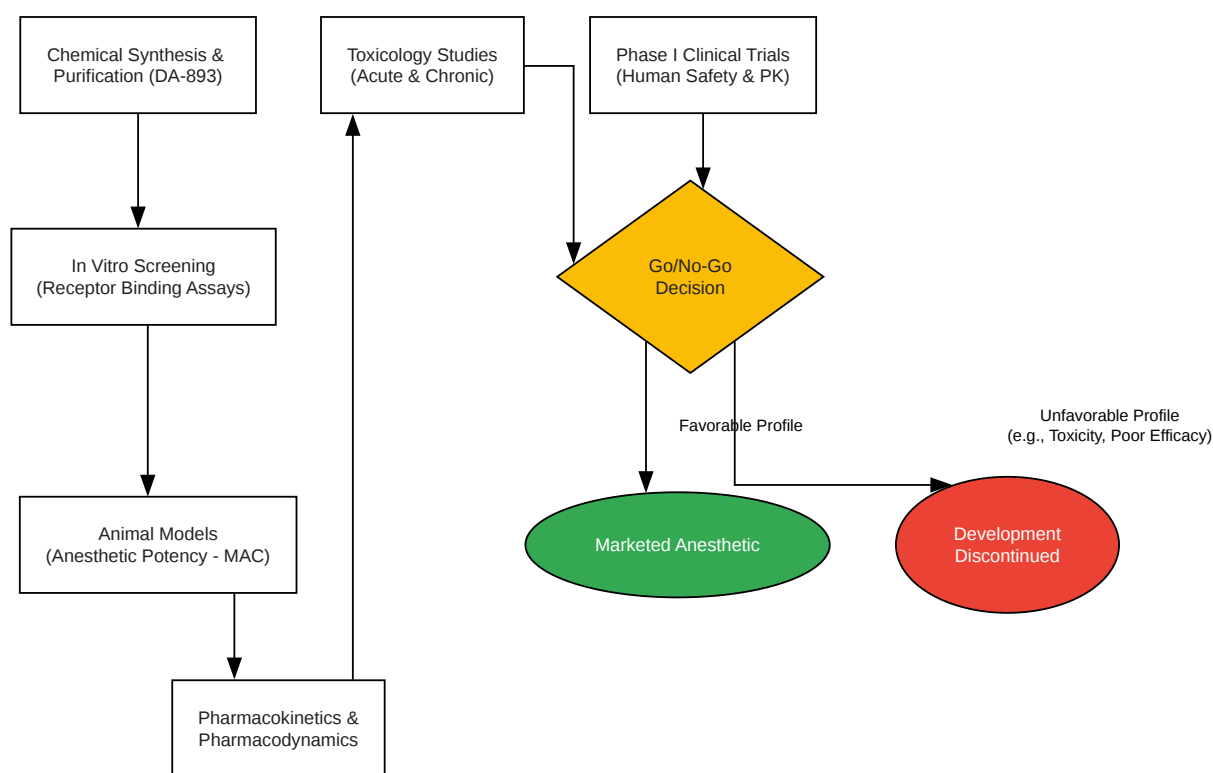 Chemical Synthesis &
Purification (DA-893)
Toxicology Studies
(Acute & Chronic)
Phase I Clinical Trials
(Human Safety & PK)
In Vitro Screening
(Receptor Binding Assays)
Go/No-Go
Decision
Favorable Profile
Unfavorable Profile
(e.g., Toxicity, Poor Efficacy)
Animal Models
(Anesthetic Potency - MAC)
Marketed Anesthetic
Development
Discontinued
Pharmacokinetics &
Pharmacodynamics